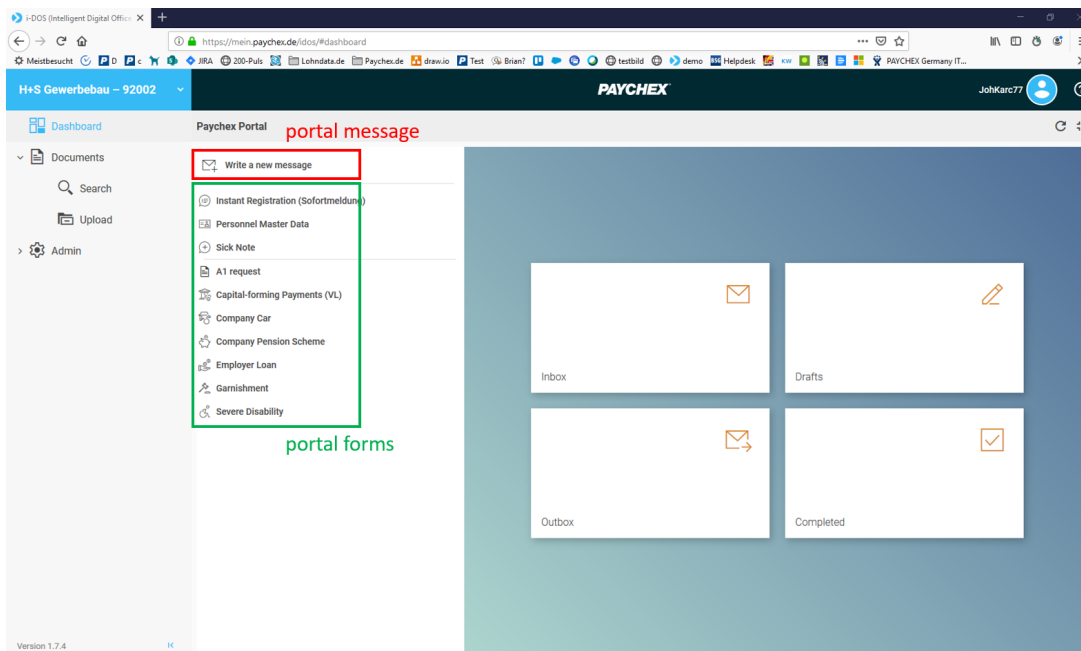 i-DOS (Intelligent Digital Office
https://mein.paychex.de/idos/#dashboard
Meistbesucht P D P c JIRA 200-Puls Lohndata.de Paychex.de draw.io Test Brian? testbild demo Helpdesk KW PAYCHEX Germany IT...
H+S Gewerbebau – 92002
PAYCHEX
JohKarc77
Dashboard
Paychex Portal
portal message
Documents
Write a new message
Search
Instant Registration (Sofortmeldung)
Upload
Personnel Master Data
Sick Note
Admin
A1 request
Capital-forming Payments (VL)
Company Car
Company Pension Scheme
Employer Loan
Garnishment
Severe Disability
portal forms
Inbox
Drafts
Outbox
Completed
Version 1.7.4